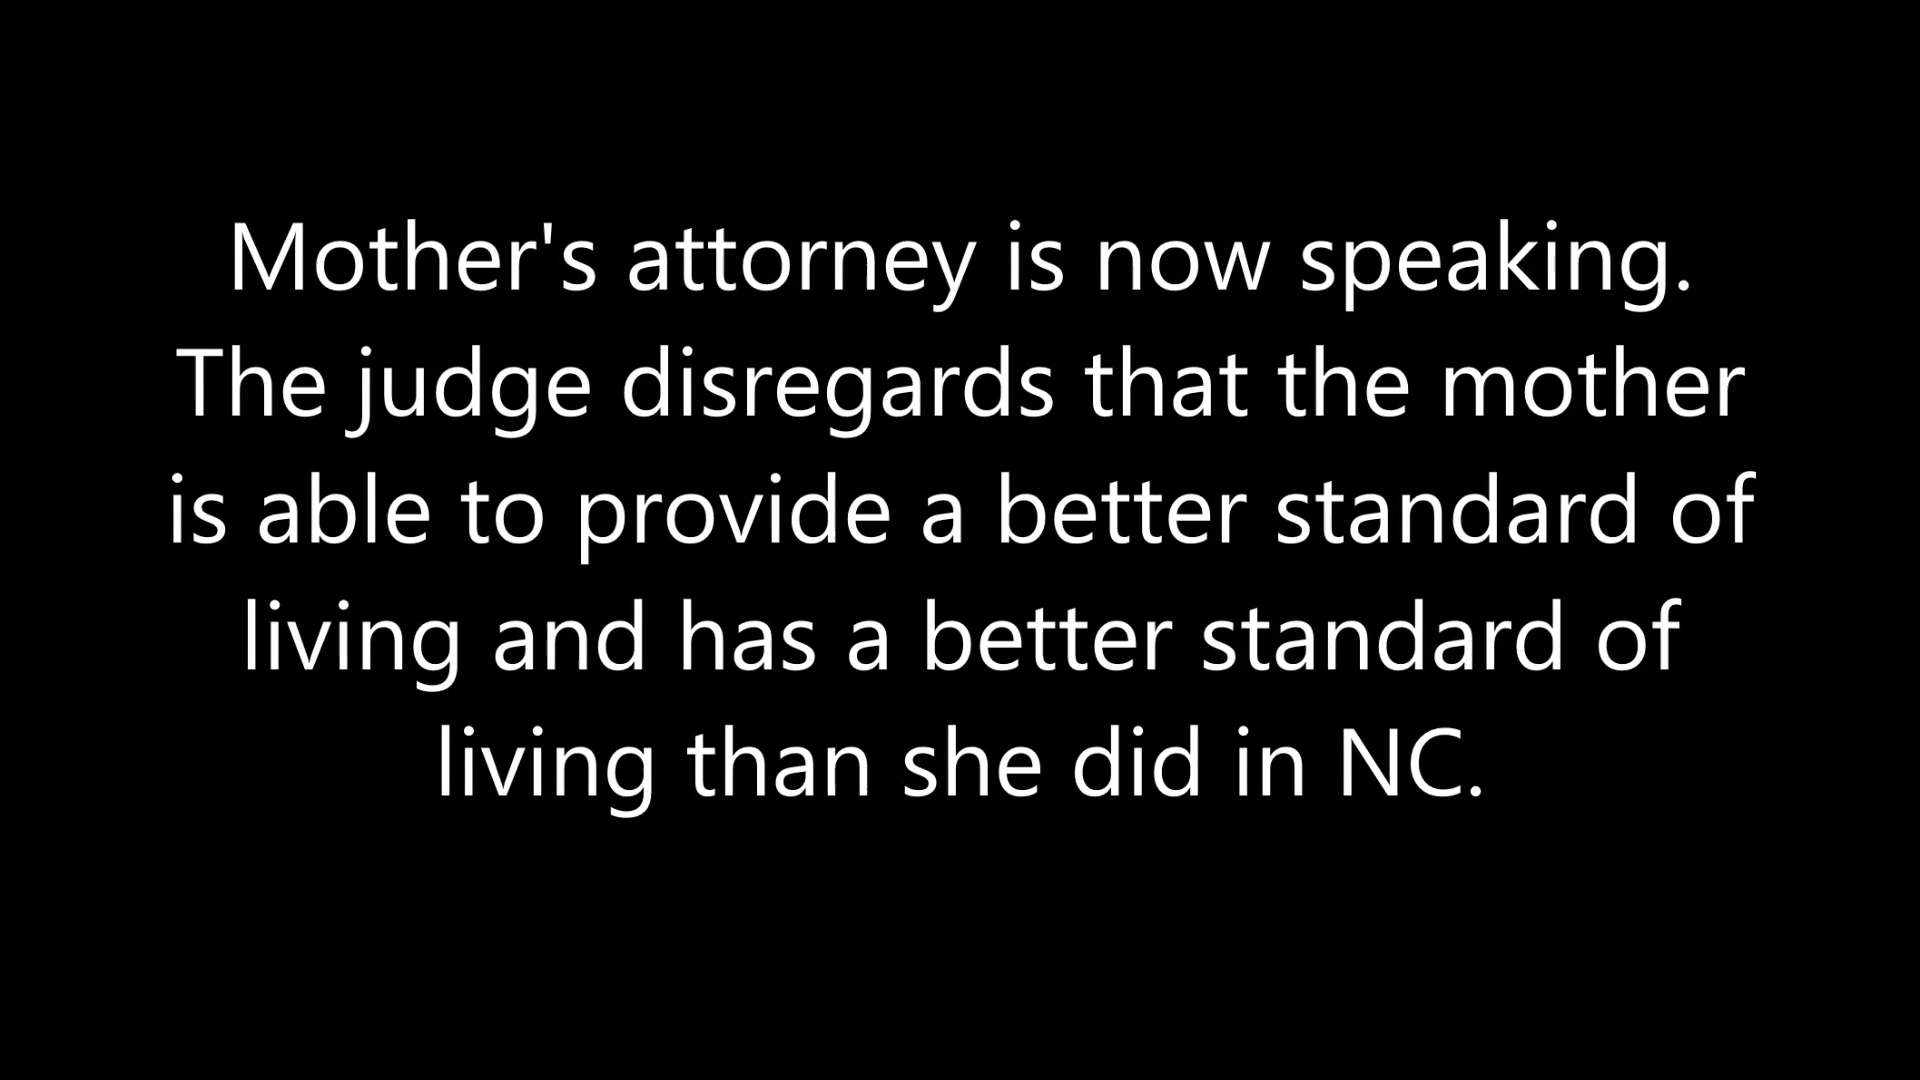 Mother's attorney is now speaking.
The judge disregards that the mother
is able to provide a better standard of
living and has a better standard of
living than she did in NC.